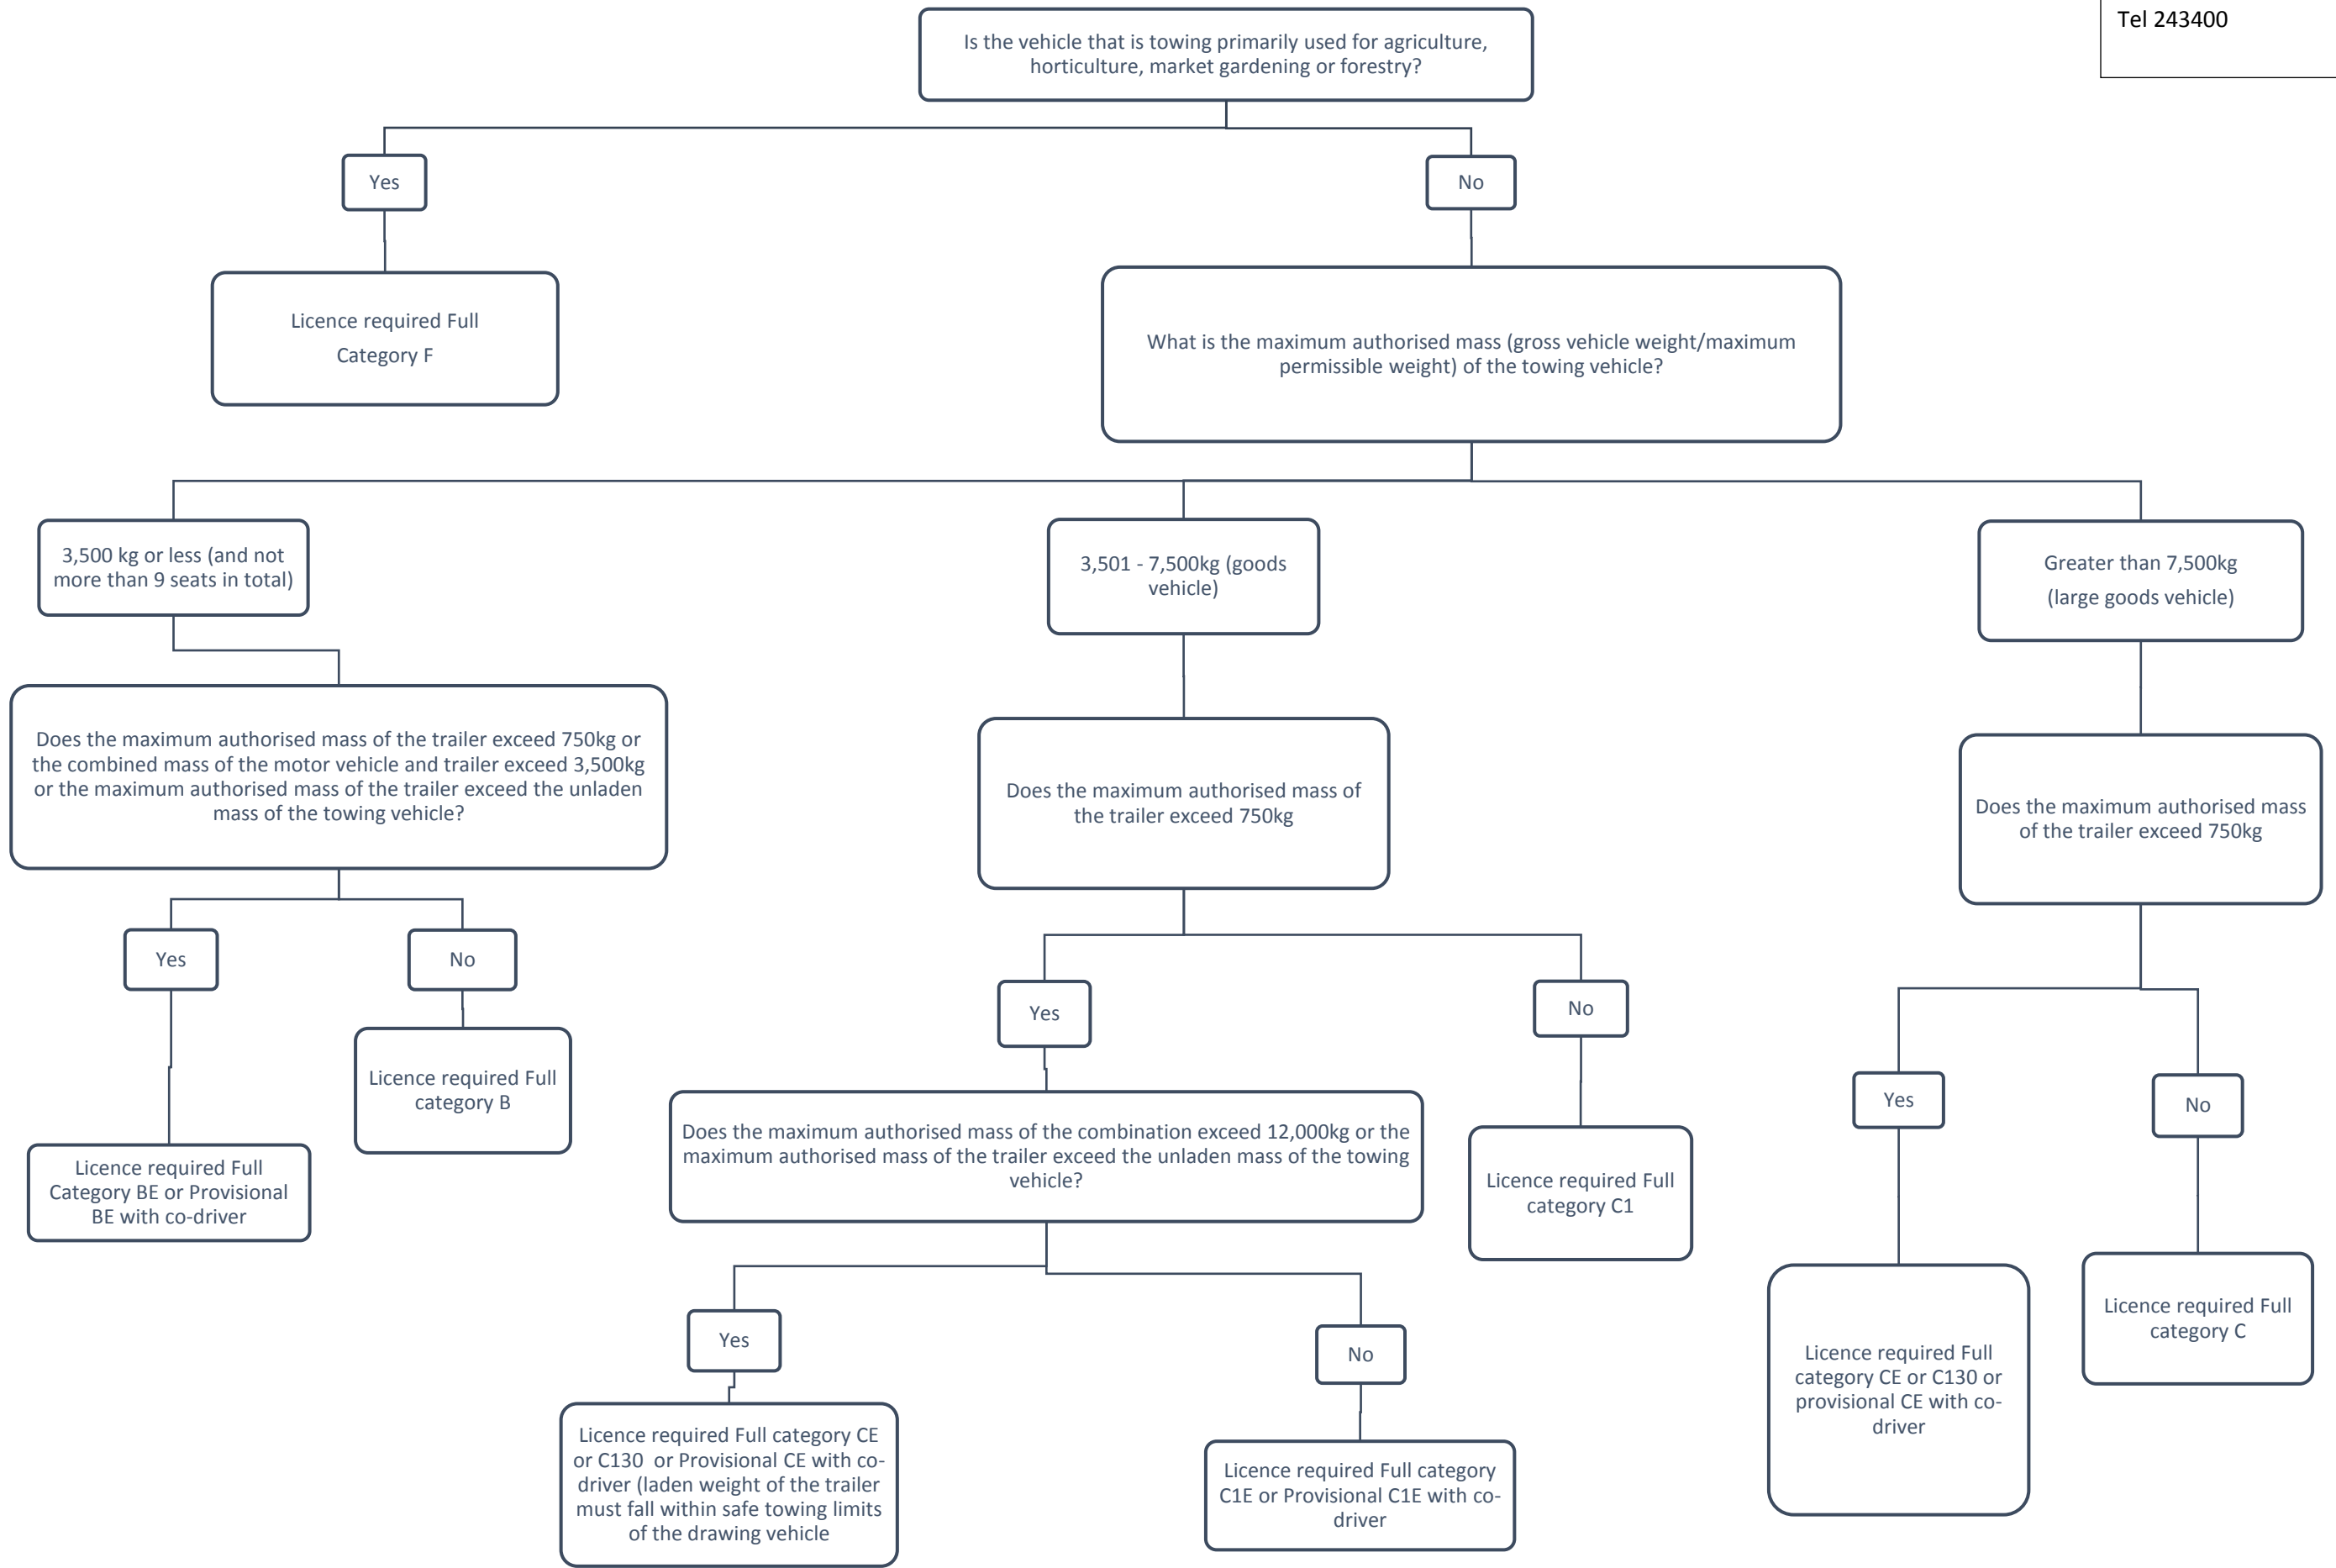 Tel 243400
Is the vehicle that is towing primarily used for agriculture,
horticulture, market gardening or forestry?
Yes
No
Licence required Full
Category F
What is the maximum authorised mass (gross vehicle weight/maximum
permissible weight) of the towing vehicle?
3,500 kg or less (and not
more than 9 seats in total)
3,501 - 7,500kg (goods
vehicle)
Greater than 7,500kg
(large goods vehicle)
Does the maximum authorised mass of the trailer exceed 750kg or
the combined mass of the motor vehicle and trailer exceed 3,500kg
or the maximum authorised mass of the trailer exceed the unladen
mass of the towing vehicle?
Does the maximum authorised mass of
the trailer exceed 750kg
Does the maximum authorised mass
of the trailer exceed 750kg
Yes
No
Licence required Full
Category BE or Provisional
BE with co-driver
Licence required Full
category B
Yes
No
Does the maximum authorised mass of the combination exceed 12,000kg or the
maximum authorised mass of the trailer exceed the unladen mass of the towing
vehicle?
Licence required Full
category C1
Yes
No
Licence required Full category CE
or C130 or Provisional CE with co-
driver (laden weight of the trailer
must fall within safe towing limits
of the drawing vehicle
Licence required Full category
C1E or Provisional C1E with co-
driver
Yes
No
Licence required Full
category CE or C130 or
provisional CE with co-
driver
Licence required Full
category C